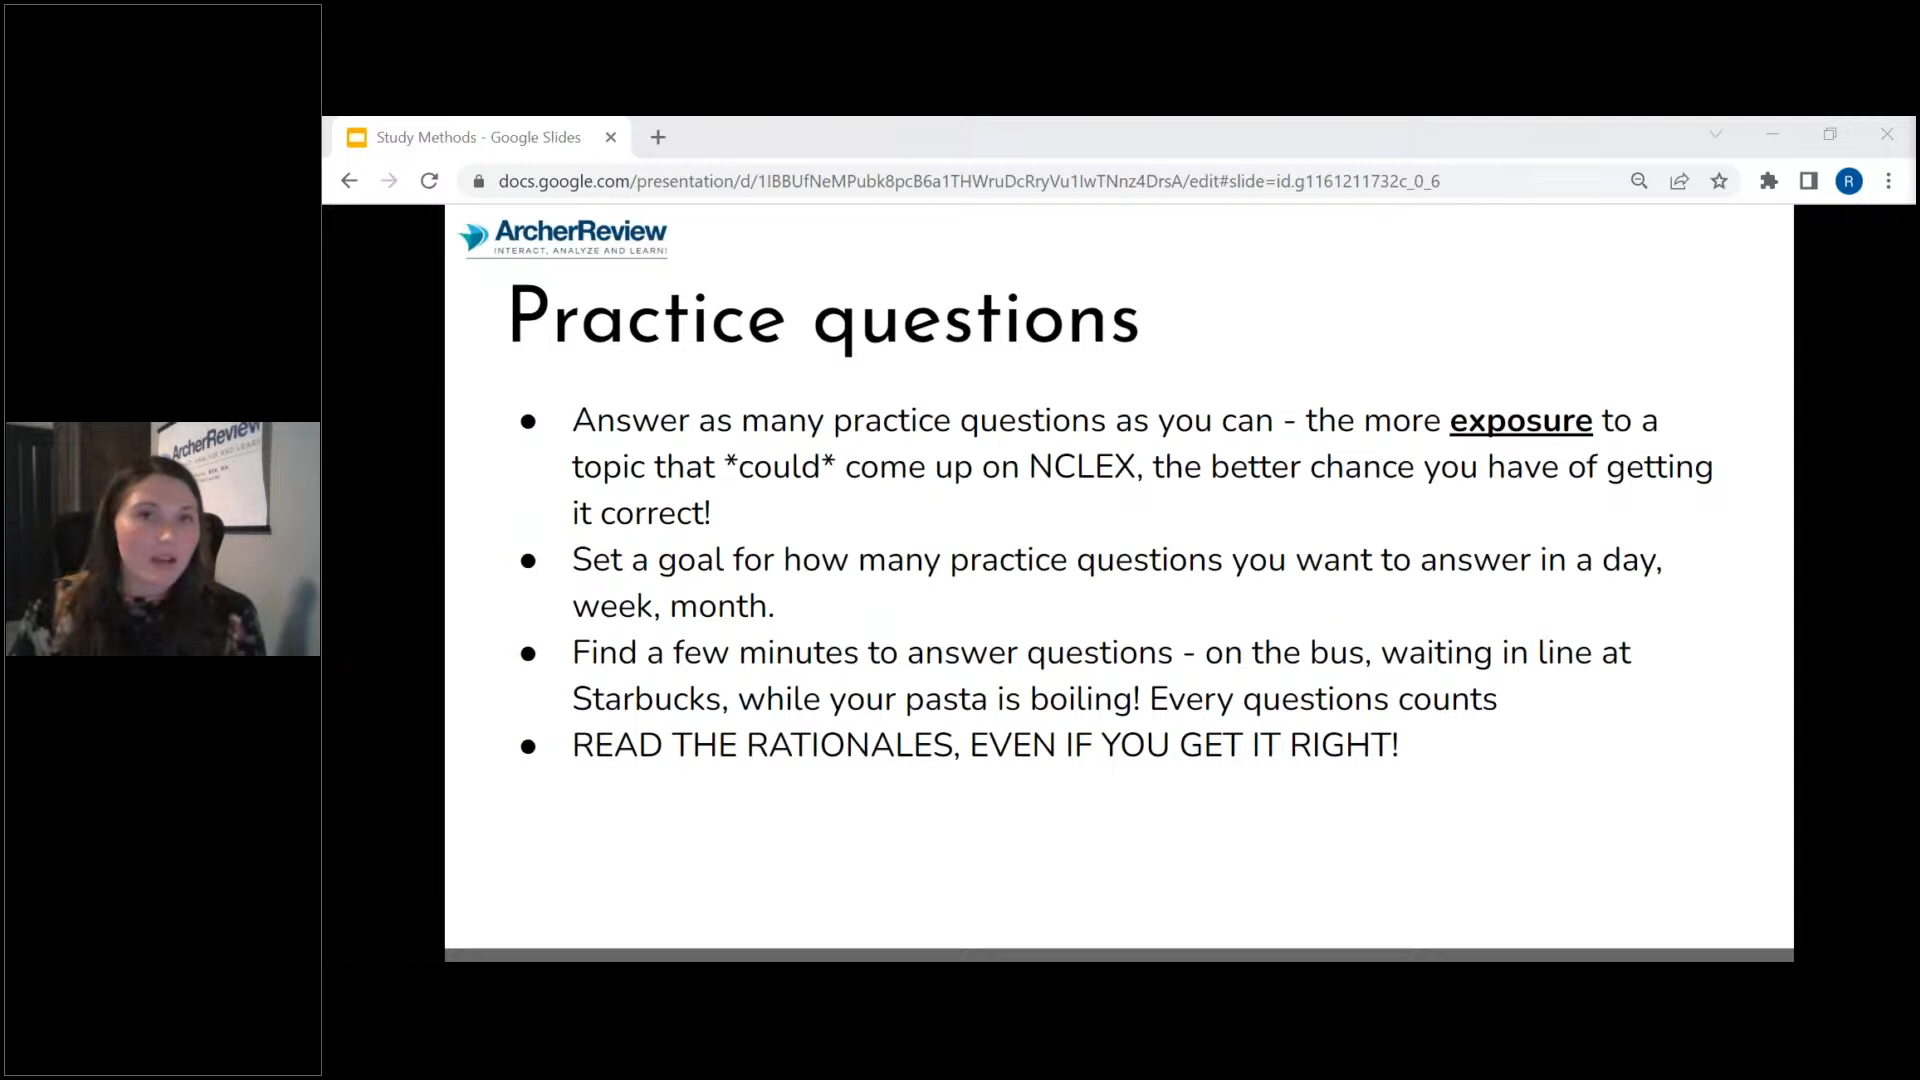 ArcherReview
Study Methods - Google Slides
docs.google.com/presentation/d/1IBBUfNeMPubk8pcB6a1THWruDcRryVu1IwTNnz4DrsA/edit#slide=id.g1161211732c_0_6
R
ArcherReview
INTERACT, ANALYZE AND LEARN!
Practice questions
● Answer as many practice questions as you can - the more exposure to a
topic that *could* come up on NCLEX, the better chance you have of getting
it correct!
● Set a goal for how many practice questions you want to answer in a day,
week, month.
● Find a few minutes to answer questions - on the bus, waiting in line at
Starbucks, while your pasta is boiling! Every questions counts
● READ THE RATIONALES, EVEN IF YOU GET IT RIGHT!